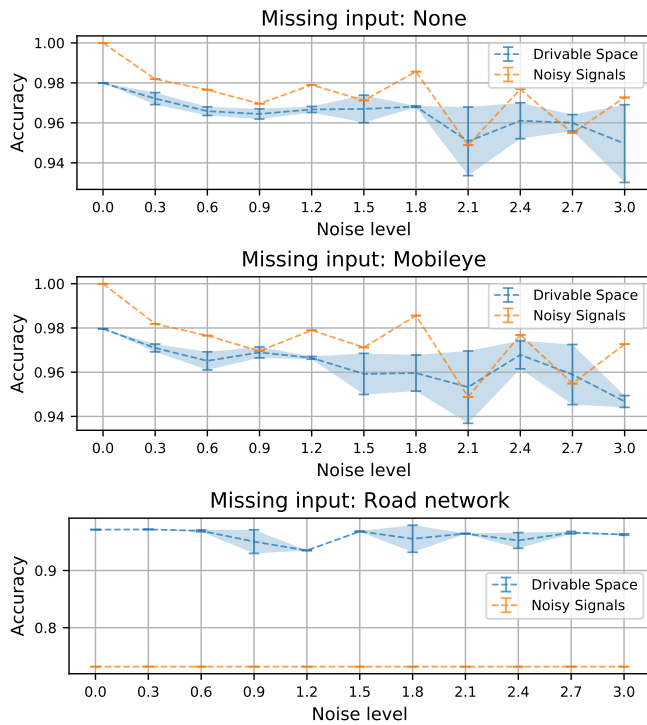 Missing input: None
1.00
0.98
0.96
0.94
Accuracy
Drivable Space
Noisy Signals
0.0 0.3 0.6 0.9 1.2 1.5 1.8 2.1 2.4 2.7 3.0
Noise level
Missing input: Mobileye
1.00
0.98
0.96
0.94
Accuracy
Drivable Space
Noisy Signals
0.0 0.3 0.6 0.9 1.2 1.5 1.8 2.1 2.4 2.7 3.0
Noise level
Missing input: Road network
0.9
0.8
Accuracy
Drivable Space
Noisy Signals
0.0 0.3 0.6 0.9 1.2 1.5 1.8 2.1 2.4 2.7 3.0
Noise level